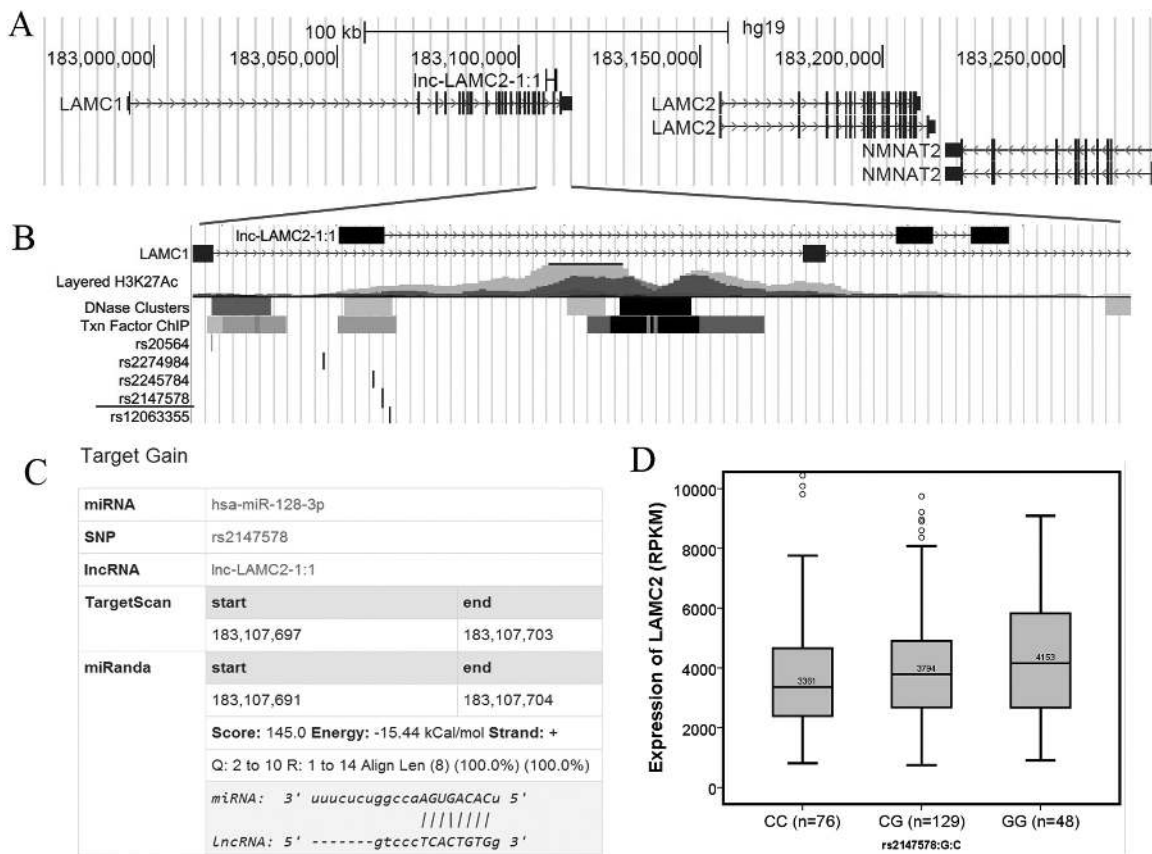 A
100 kb
hg19
183,000,000
183,050,000
183,100,000
183,150,000
183,200,000
183,250,000
lnc-LAMC2-1:1
LAMC1
LAMC2
LAMC2
NMNAT2
NMNAT2
B
lnc-LAMC2-1:1
LAMC1
Layered H3K27Ac
DNase Clusters
Txn Factor ChIP
rs20564
rs2274984
rs2245784
rs2147578
rs12063355
C
Target Gain
miRNA hsa-miR-128-3p
SNP rs2147578
lncRNA lnc-LAMC2-1:1
TargetScan start end
183,107,697 183,107,703
miRanda start end
183,107,691 183,107,704
Score: 145.0 Energy: -15.44 kCal/mol Strand: +
Q: 2 to 10 R: 1 to 14 Align Len (8) (100.0%) (100.0%)
miRNA: 3' uuucucuggccaAGUGACACu 5'
|||\||||
LncRNA: 5' -------gtcccTCACTGTGg 3'
D
Expression of LAMC2 (RPKM)
10000
8000
6000
4000
2000
0
3361
3794
4153
CC (n=76)
CG (n=129)
GG (n=48)
rs2147578:G:C